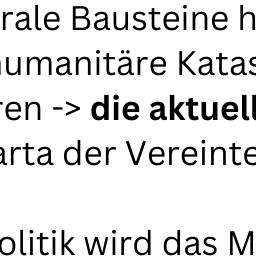 rale Bausteine h
umanitäre Katas
ren -> die aktuell
arta der Vereinte
olitik wird das M